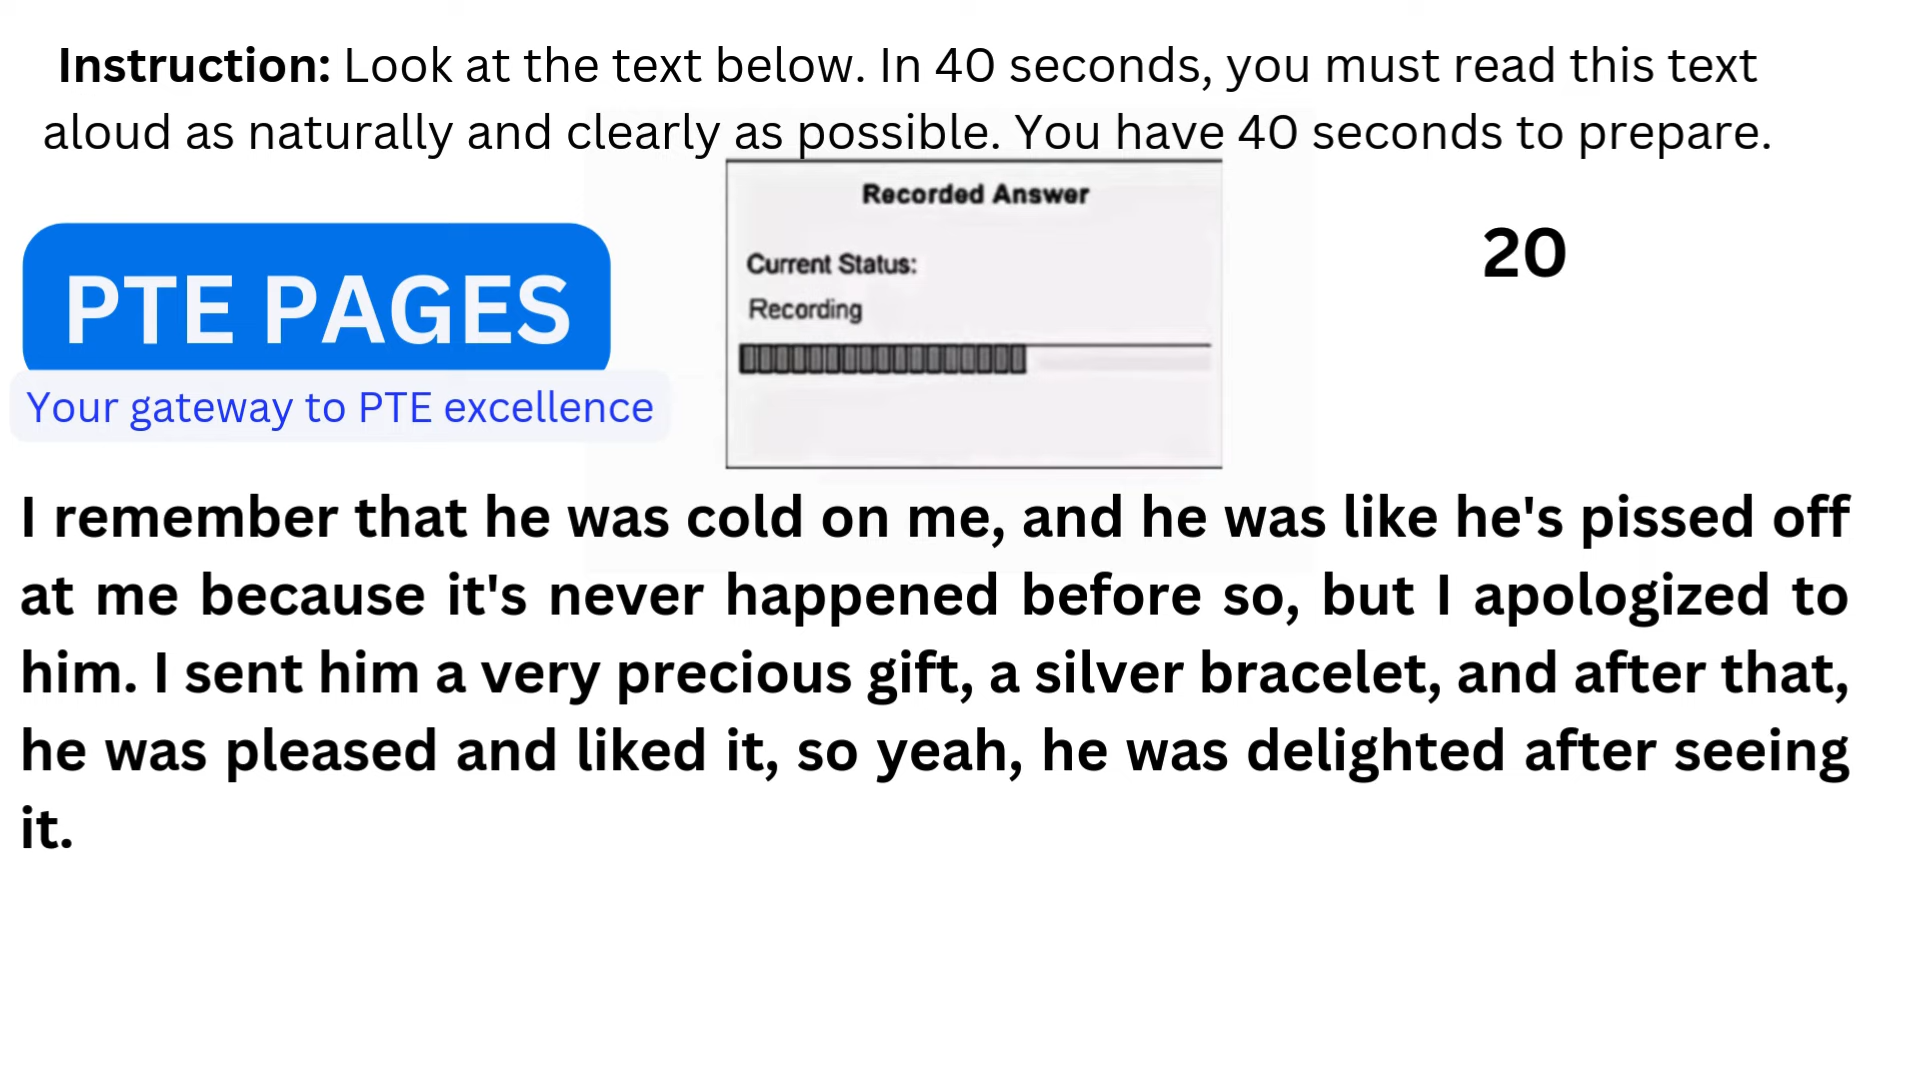 Instruction: Look at the text below. In 40 seconds, you must read this text
aloud as naturally and clearly as possible. You have 40 seconds to prepare.
Recorded Answer
Current Status:
Recording
20
PTE PAGES
Your gateway to PTE excellence
I remember that he was cold on me, and he was like he's pissed off
at me because it's never happened before so, but I apologized to
him. I sent him a very precious gift, a silver bracelet, and after that,
he was pleased and liked it, so yeah, he was delighted after seeing
it.